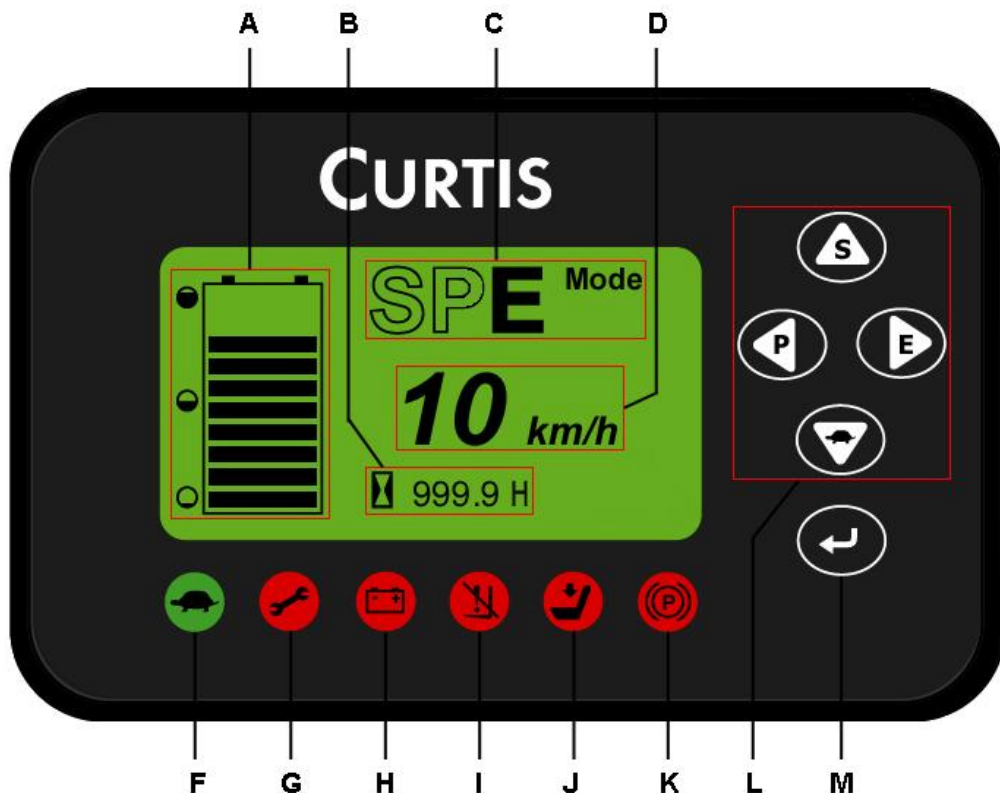 A B C D
CURTIS
SPE Mode
10 km/h
999.9 H
S
P E
P
F G H I J K L M